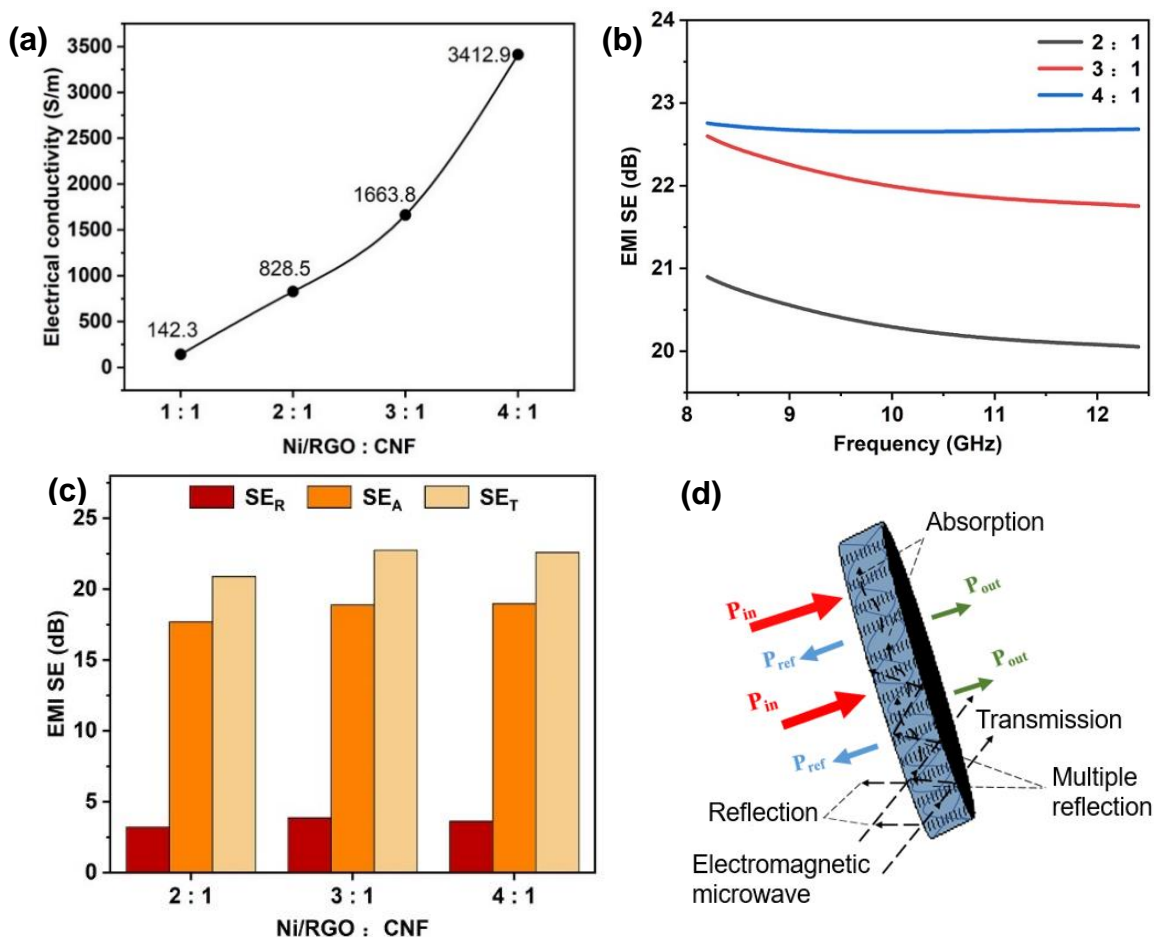 (a)
Electrical conductivity (S/m)
3500
3000
2500
2000
1500
1000
500
0
142.3
828.5
1663.8
3412.9
1 : 1
2 : 1
3 : 1
4 : 1
Ni/RGO : CNF
(b)
EMI SE (dB)
24
23
22
21
20
2 : 1
3 : 1
4 : 1
8
9
10
11
12
Frequency (GHz)
(c)
EMI SE (dB)
25
20
15
10
5
0
SER
SEA
SET
2 : 1
3 : 1
4 : 1
Ni/RGO : CNF
(d)
Absorption
Pin
Pout
Pref
Pout
Pin
Transmission
Pref
Multiple
reflection
Reflection
Electromagnetic
microwave